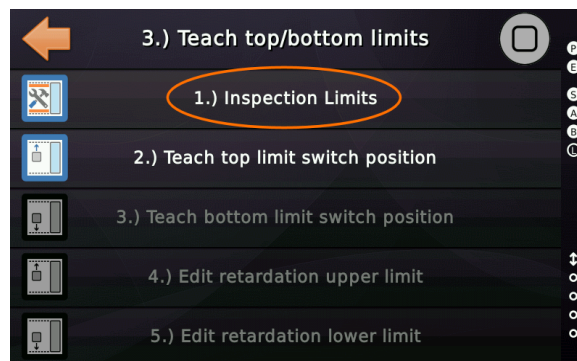 3.) Teach top/bottom limits
1.) Inspection Limits
2.) Teach top limit switch position
3.) Teach bottom limit switch position
4.) Edit retardation upper limit
5.) Edit retardation lower limit
P
E
S
A
B
L